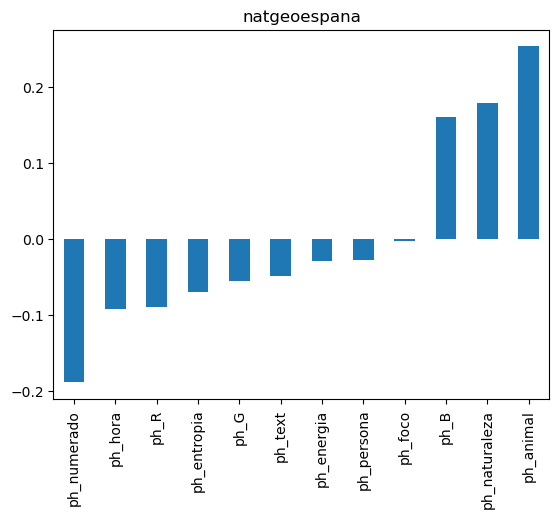 natgeoespana
0.2
0.1
0.0
−0.1
−0.2
ph_numerado
ph_hora
ph_R
ph_entropia
ph_G
ph_text
ph_energia
ph_persona
ph_foco
ph_B
ph_naturaleza
ph_animal